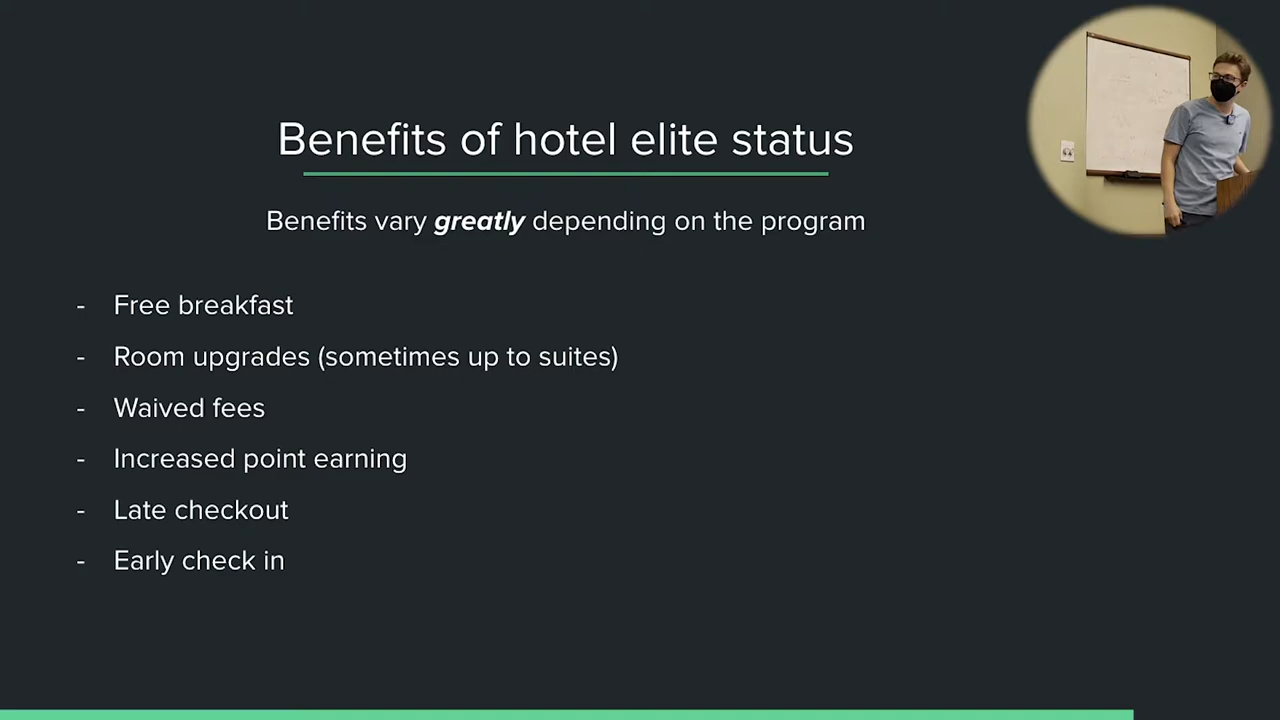 Benefits of hotel elite status
Benefits vary greatly depending on the program
- Free breakfast
- Room upgrades (sometimes up to suites)
- Waived fees
- Increased point earning
- Late checkout
- Early check in